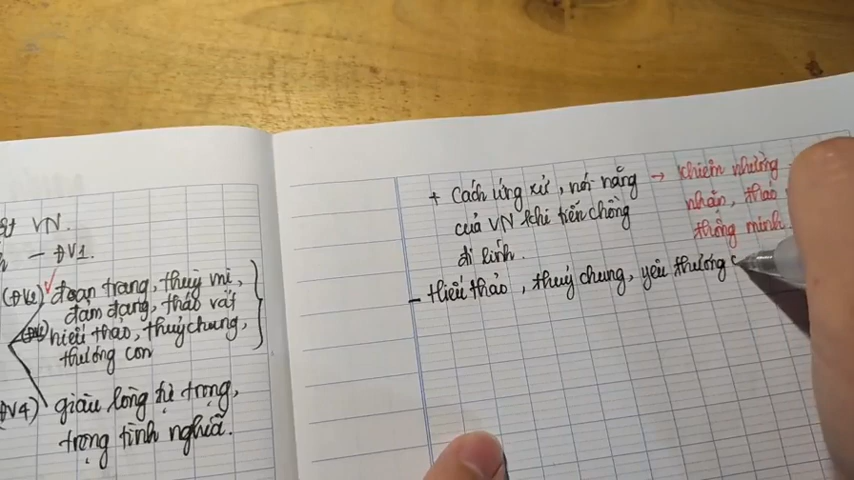 VN.
- ĐV1.
đoạn trang, thuỳ mị,
đảm đang, tháo vát
hiếu thảo, thuỷ chung,
thương con
ĐV4) giàu lòng tự trọng,
trọng tình nghĩa.
+ Cách ứng xử, nói năng → khiêm nhường
của VN khi tiễn chồng nhẫn, thảo
đi lính. thông minh
- Hiếu thảo, thuỷ chung, yêu thương c